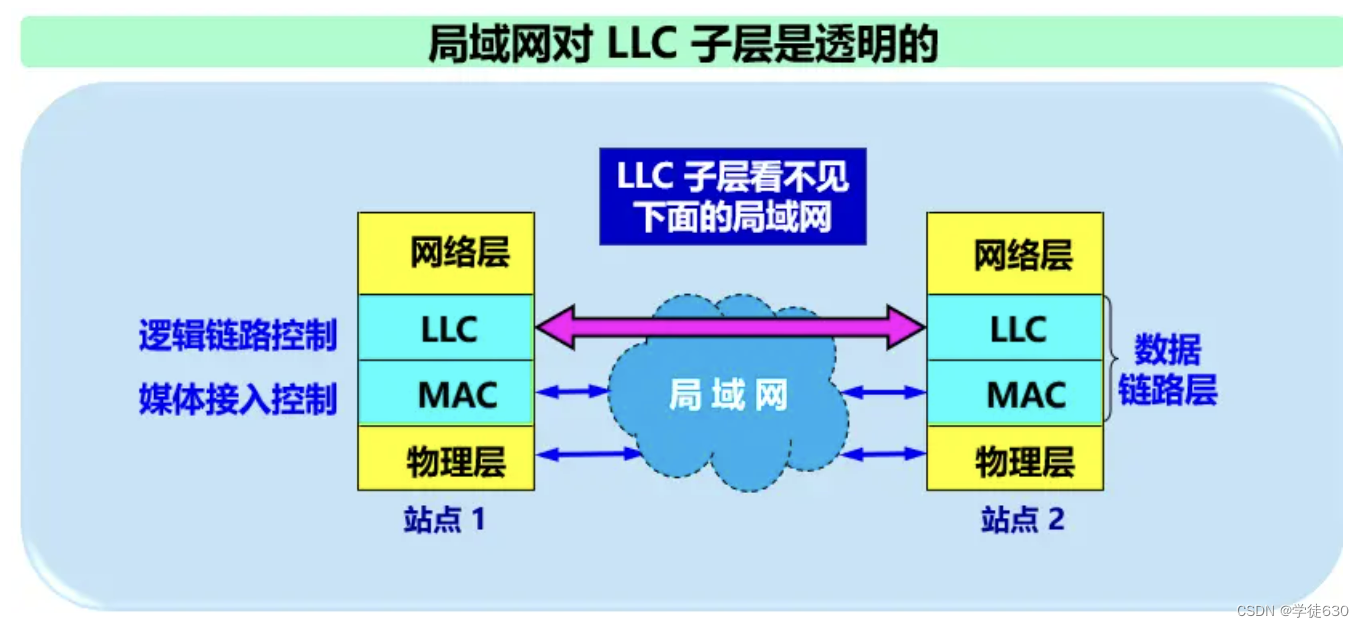 局域网对 LLC 子层是透明的
LLC 子层看不见
下面的局域网
网络层
网络层
逻辑链路控制
LLC
LLC
数据
链路层
媒体接入控制
MAC
局域网
MAC
物理层
物理层
站点 1
站点 2
CSDN @学徒630